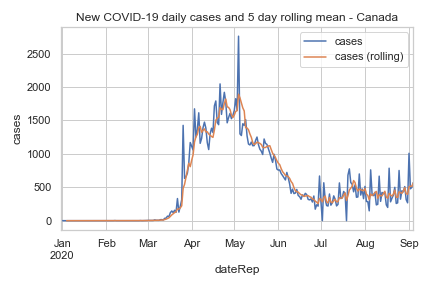 New COVID-19 daily cases and 5 day rolling mean - Canada
cases
cases (rolling)
2500
2000
1500
1000
500
0
cases
Jan Feb Mar Apr May Jun Jul Aug Sep
2020
dateRep